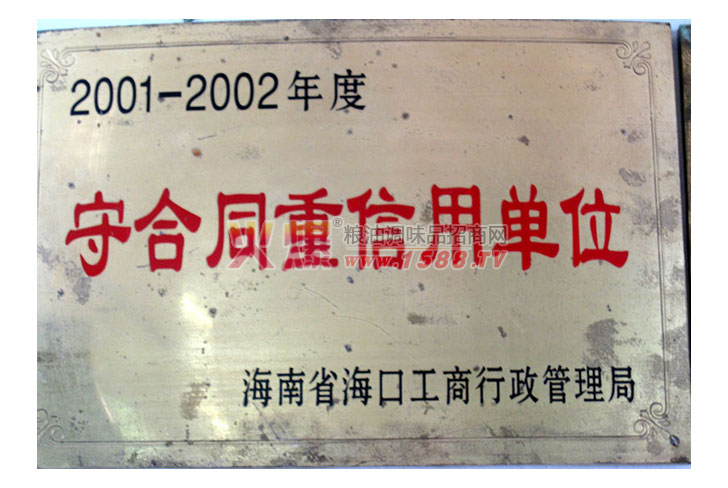 2001-2002年度
守合同重信用单位
火爆®粮油调味品招商网
www.1588.TV
海南省海口工商行政管理局